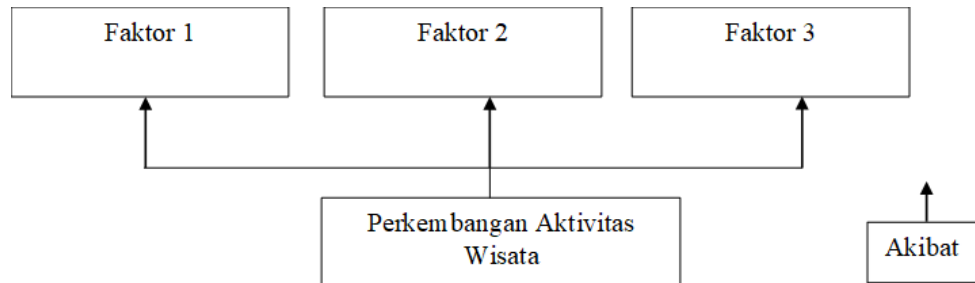 Faktor 1
Faktor 2
Faktor 3
Perkembangan Aktivitas
Wisata
Akibat